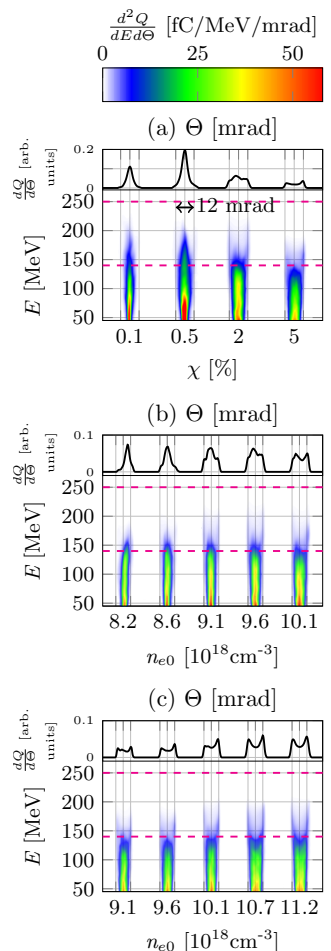 d²Q/dEdΘ [fC/MeV/mrad]
0 25 50
(a) Θ [mrad]
dQ/dΘ [arb. units]
0.2
0
12 mrad
E [MeV]
250
200
150
100
50
0.1 0.5 2 5
χ [%]
(b) Θ [mrad]
dQ/dΘ [arb. units]
0.1
0
E [MeV]
250
200
150
100
50
8.2 8.6 9.1 9.6 10.1
nₑ₀ [10¹⁸cm⁻³]
(c) Θ [mrad]
dQ/dΘ [arb. units]
0.1
0
E [MeV]
250
200
150
100
50
9.1 9.6 10.1 10.7 11.2
nₑ₀ [10¹⁸cm⁻³]